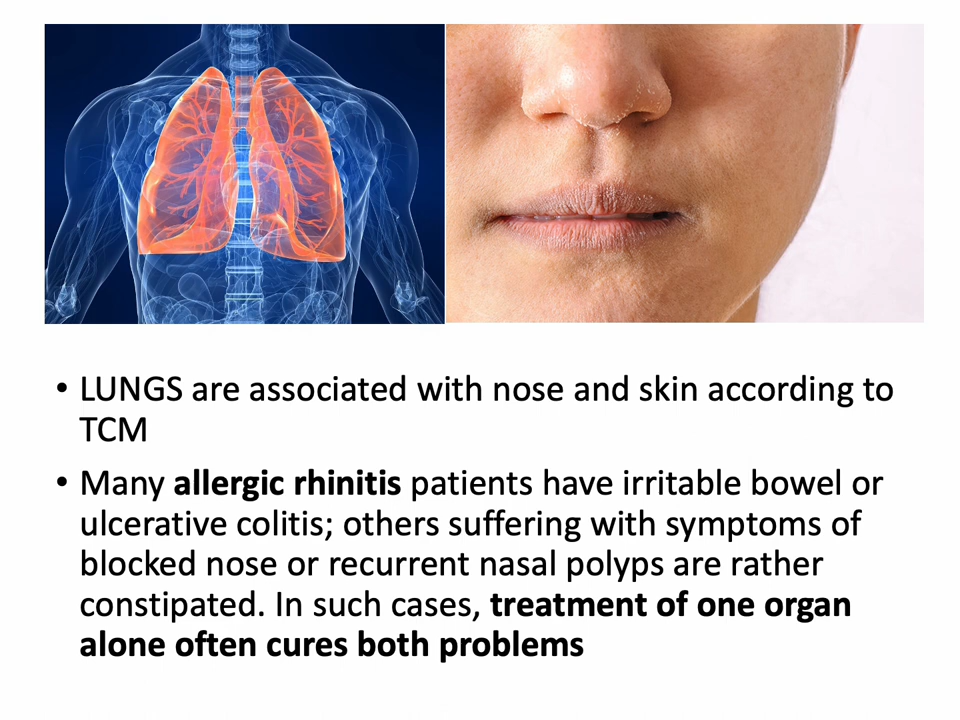 • LUNGS are associated with nose and skin according to
TCM
• Many allergic rhinitis patients have irritable bowel or
ulcerative colitis; others suffering with symptoms of
blocked nose or recurrent nasal polyps are rather
constipated. In such cases, treatment of one organ
alone often cures both problems